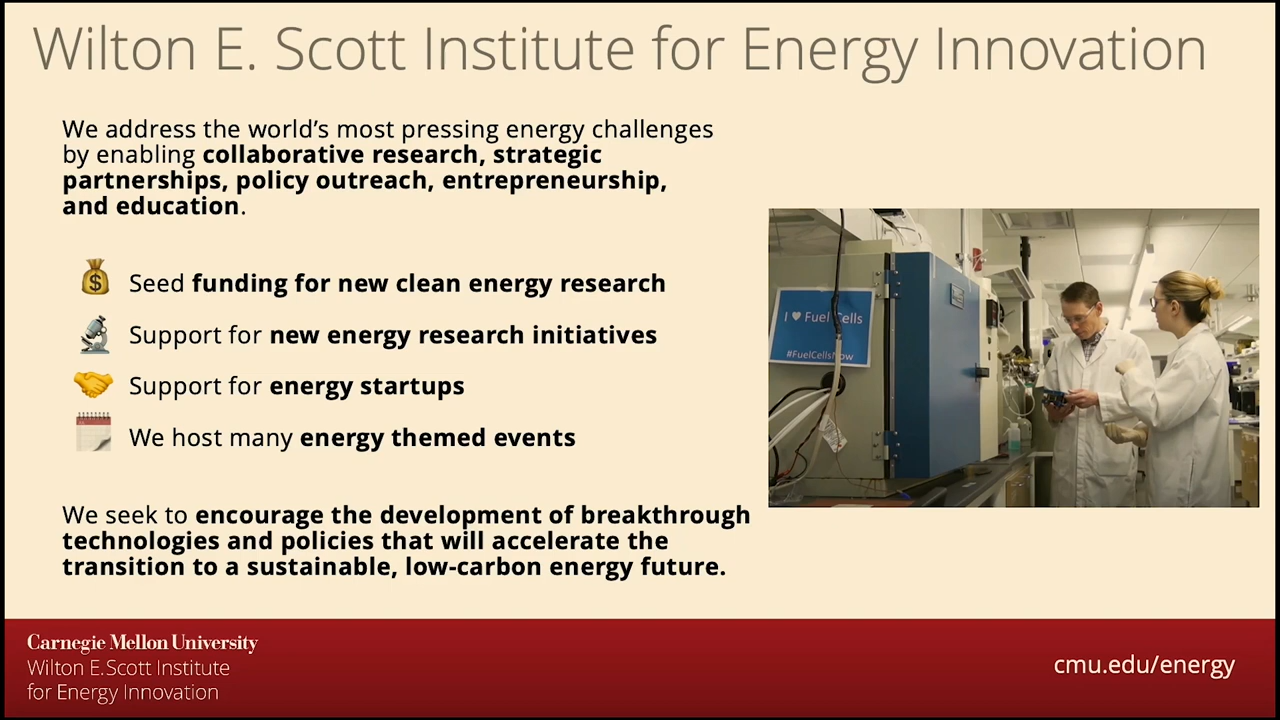 Wilton E. Scott Institute for Energy Innovation
We address the world's most pressing energy challenges
by enabling collaborative research, strategic
partnerships, policy outreach, entrepreneurship,
and education.
Seed funding for new clean energy research
Support for new energy research initiatives
Support for energy startups
We host many energy themed events
We seek to encourage the development of breakthrough
technologies and policies that will accelerate the
transition to a sustainable, low-carbon energy future.
I ♥ Fuel Cells
#FuelCellsNow
Carnegie Mellon University
Wilton E. Scott Institute
for Energy Innovation
cmu.edu/energy